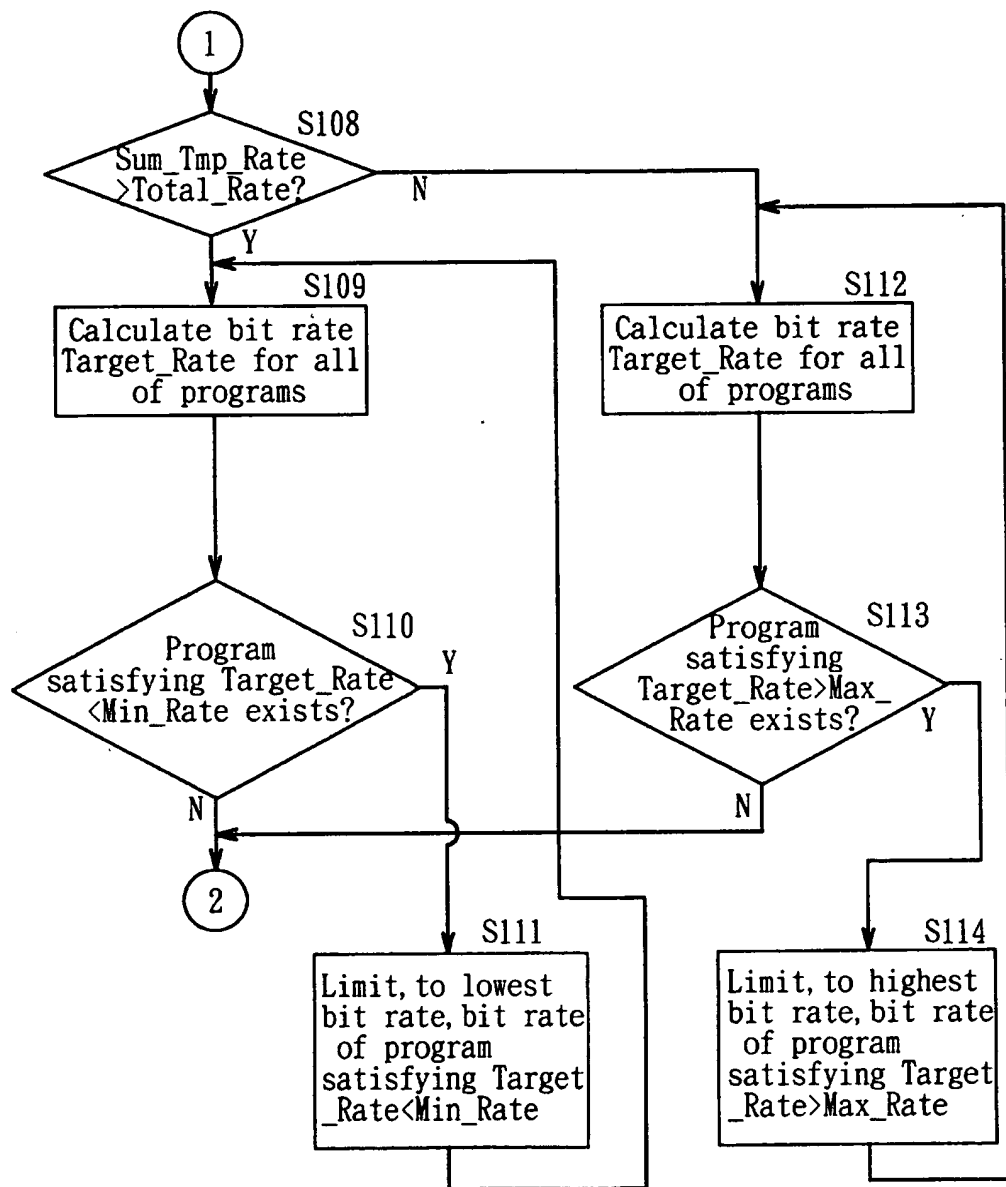 1
S108
Sum_Tmp_Rate
>Total_Rate?
N
Y
S109
Calculate bit rate
Target_Rate for all
of programs
S112
Calculate bit rate
Target_Rate for all
of programs
S110
Program
satisfying Target_Rate
<Min_Rate exists?
Y
N
S113
Program
satisfying
Target_Rate>Max_
Rate exists?
Y
N
2
S111
Limit, to lowest
bit rate, bit rate
of program
satisfying Target
_Rate<Min_Rate
S114
Limit, to highest
bit rate, bit rate
of program
satisfying Target
_Rate>Max_Rate